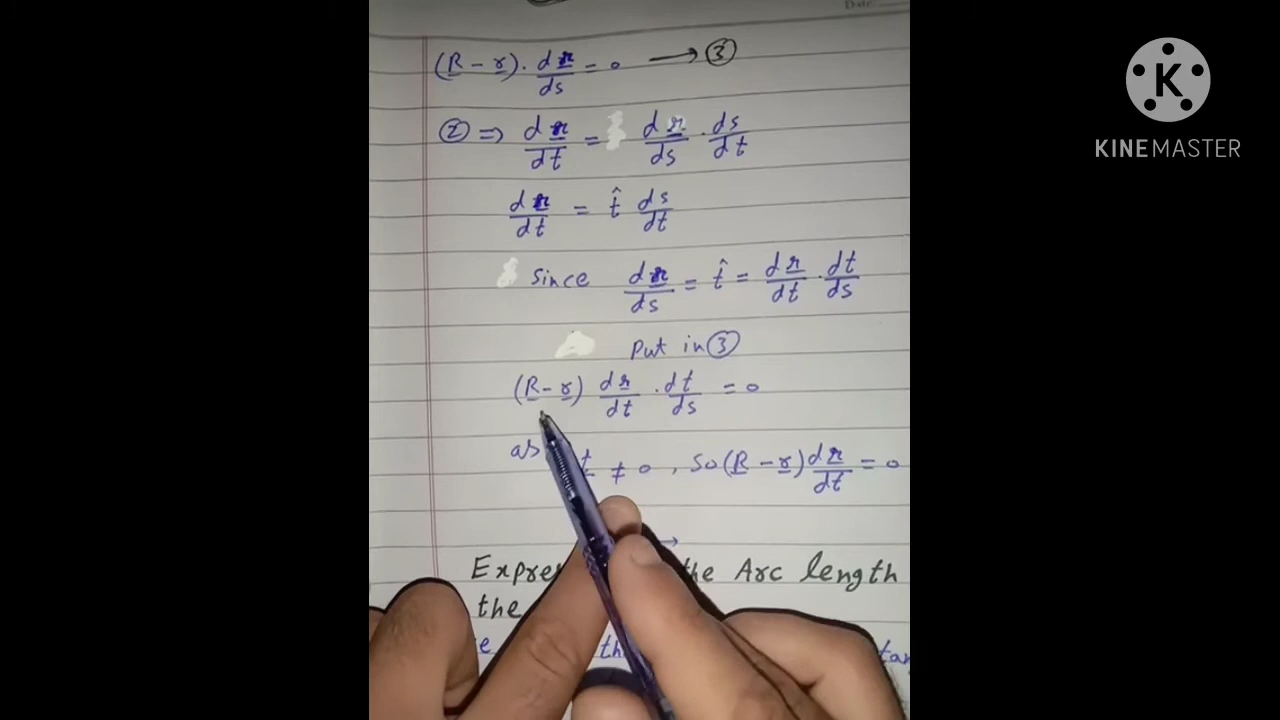 Date:
(R - r) . dr/ds = 0 → ③
② ⇒ dr/dt = dr/ds . ds/dt
dr/dt = t̂ ds/dt
Since dr/ds = t̂ = dr/dt . dt/ds
Put in ③
(R - r) dr/dt . dt/ds = 0
as ≠ 0, So (R - r) dr/dt = 0
the Arc length
the
K
KINEMASTER